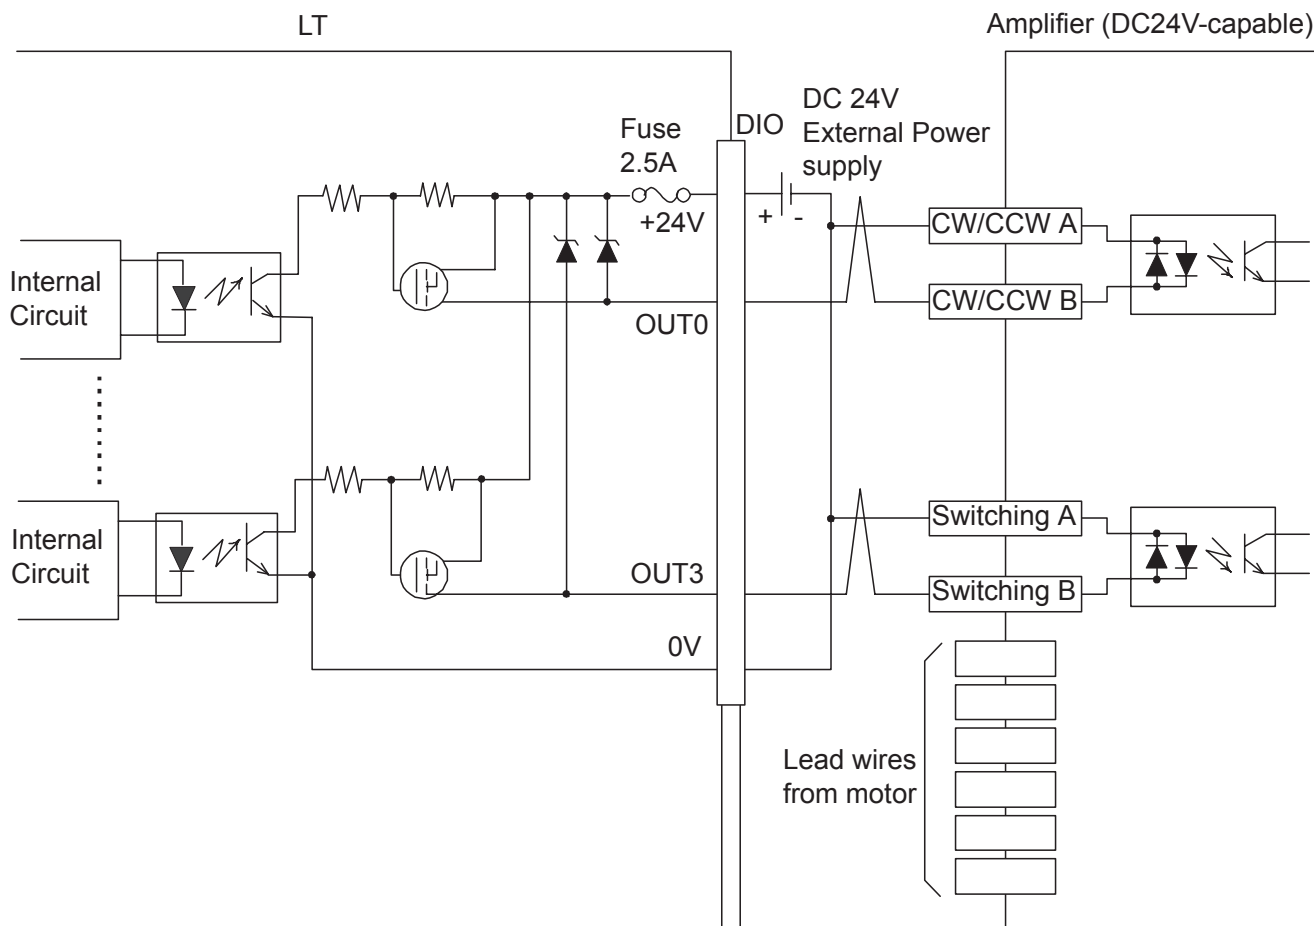 LT
Amplifier (DC24V-capable)
DC 24V
External Power
supply
Fuse
2.5A
DIO
+24V
+ -
CW/CCW A
CW/CCW B
Internal
Circuit
OUT0
Internal
Circuit
OUT3
0V
Switching A
Switching B
Lead wires
from motor